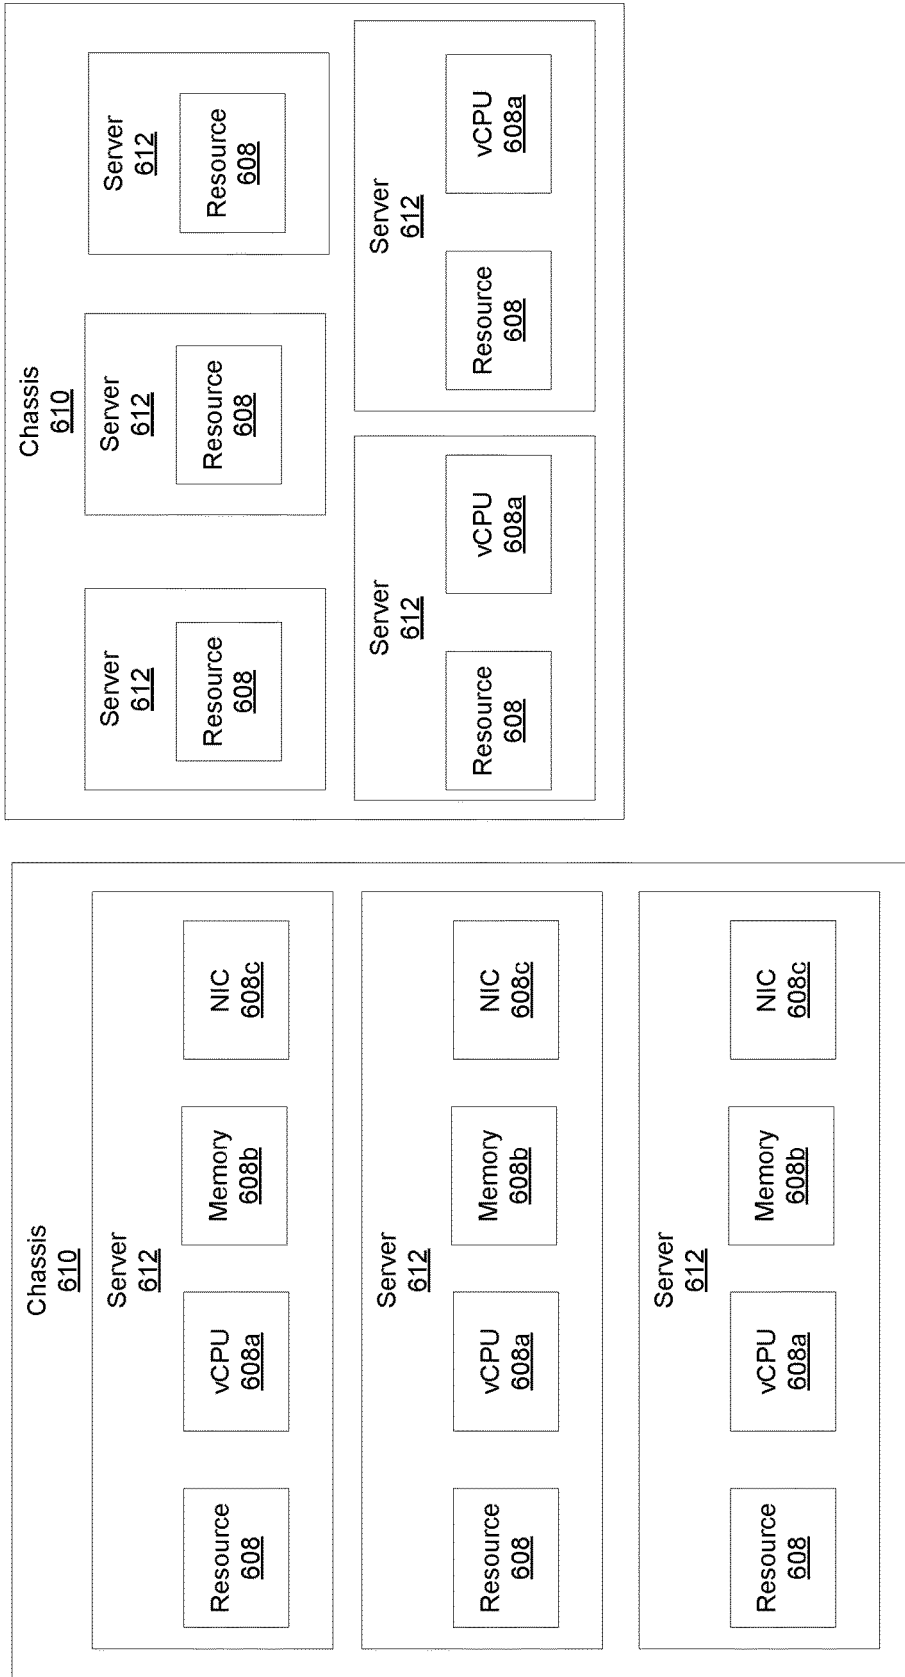 Chassis
610
Server
612
Resource
608
vCPU
608a
Memory
608b
NIC
608c
Server
612
Resource
608
vCPU
608a
Memory
608b
NIC
608c
Server
612
Resource
608
vCPU
608a
Memory
608b
NIC
608c
Chassis
610
Server
612
Resource
608
Server
612
Resource
608
Server
612
Resource
608
Server
612
Resource
608
vCPU
608a
Server
612
Resource
608
vCPU
608a